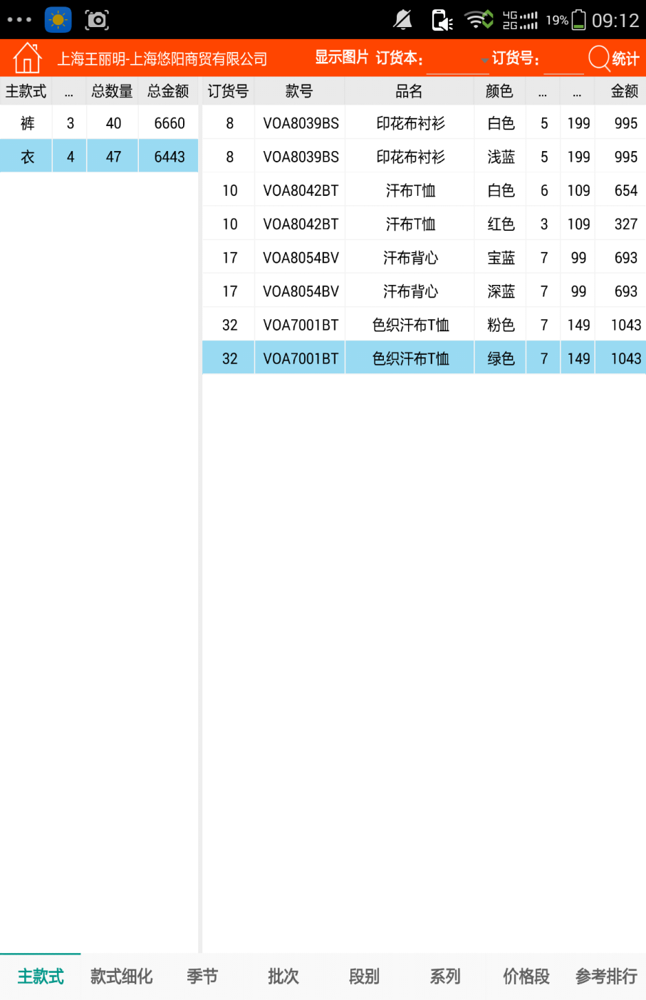 4G 2G 19% 09:12
上海王丽明-上海悠阳商贸有限公司 显示图片 订货本: 订货号: 统计
主款式 ... 总数量 总金额 订货号 款号 品名 颜色 ... ... 金额
裤 3 40 6660 8 VOA8039BS 印花布衬衫 白色 5 199 995
衣 4 47 6443 8 VOA8039BS 印花布衬衫 浅蓝 5 199 995
10 VOA8042BT 汗布T恤 白色 6 109 654
10 VOA8042BT 汗布T恤 红色 3 109 327
17 VOA8054BV 汗布背心 宝蓝 7 99 693
17 VOA8054BV 汗布背心 深蓝 7 99 693
32 VOA7001BT 色织汗布T恤 粉色 7 149 1043
32 VOA7001BT 色织汗布T恤 绿色 7 149 1043
主款式 款式细化 季节 批次 段别 系列 价格段 参考排行